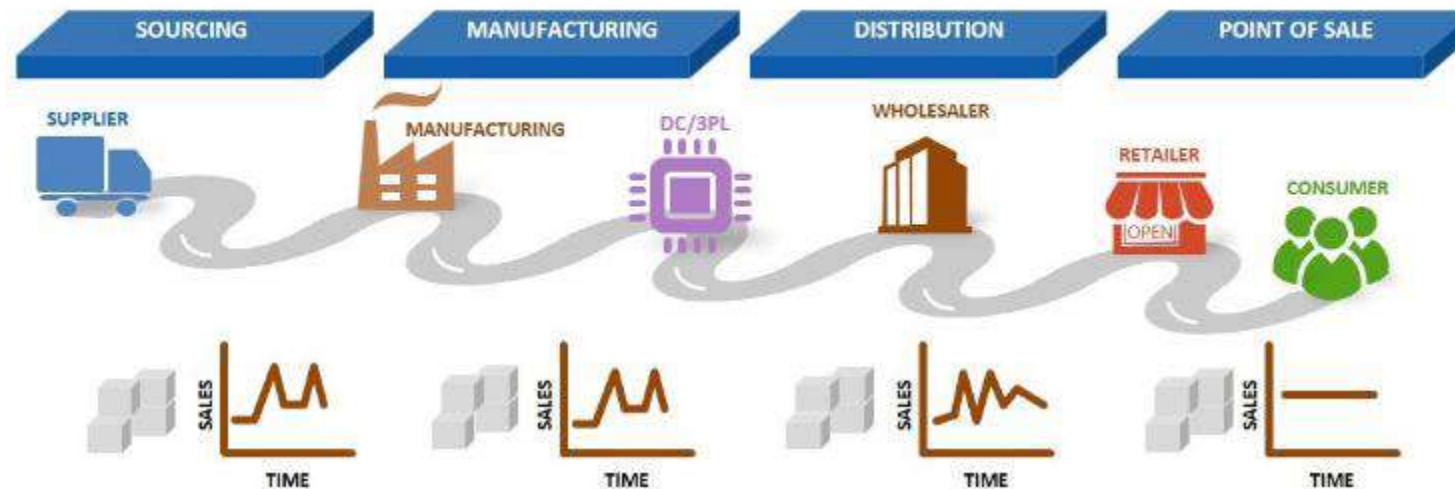 SOURCING
MANUFACTURING
DISTRIBUTION
POINT OF SALE
SUPPLIER
MANUFACTURING
DC/3PL
WHOLESALER
RETAILER
OPEN
CONSUMER
SALES
TIME
SALES
TIME
SALES
TIME
SALES
TIME